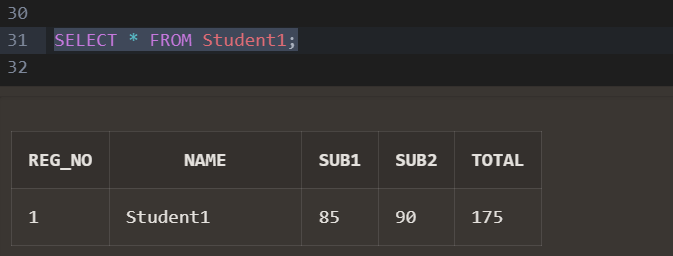 30
31 SELECT * FROM Student1;
32
REG_NO NAME SUB1 SUB2 TOTAL
1 Student1 85 90 175